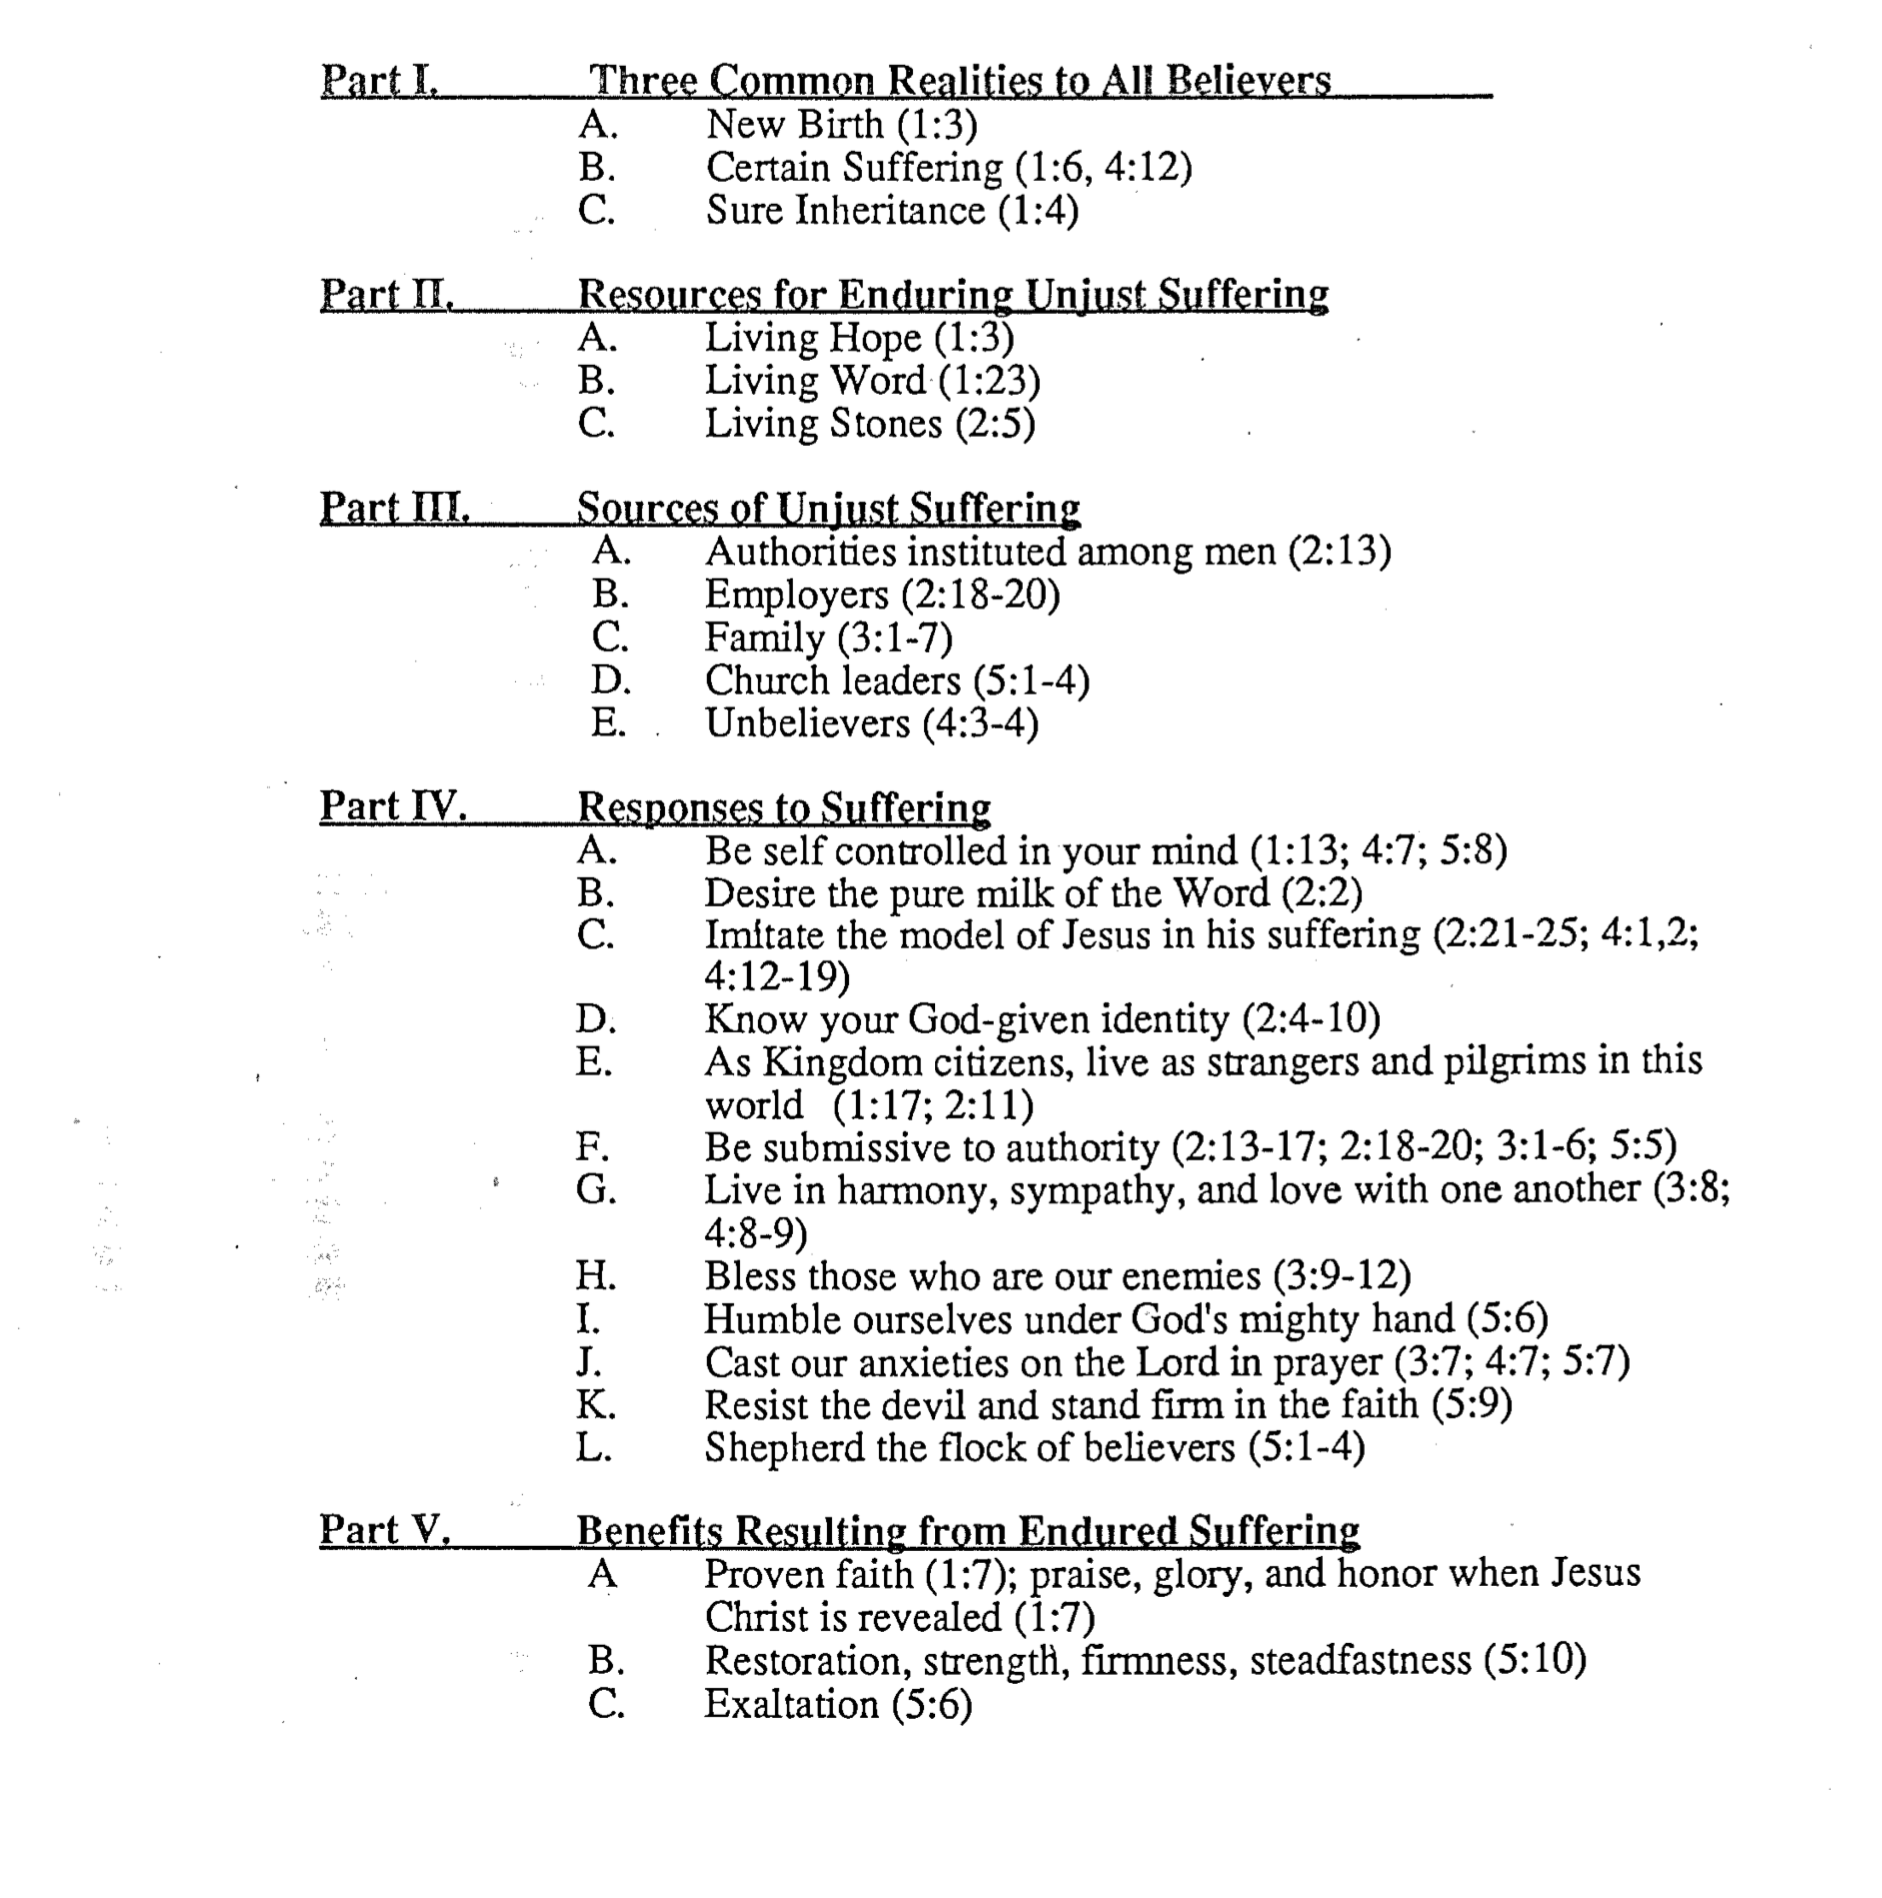 Part I. Three Common Realities to All Believers
A. New Birth (1:3)
B. Certain Suffering (1:6, 4:12)
C. Sure Inheritance (1:4)
Part II. Resources for Enduring Unjust Suffering
A. Living Hope (1:3)
B. Living Word (1:23)
C. Living Stones (2:5)
Part III. Sources of Unjust Suffering
A. Authorities instituted among men (2:13)
B. Employers (2:18-20)
C. Family (3:1-7)
D. Church leaders (5:1-4)
E. Unbelievers (4:3-4)
Part IV. Responses to Suffering
A. Be self controlled in your mind (1:13; 4:7; 5:8)
B. Desire the pure milk of the Word (2:2)
C. Imitate the model of Jesus in his suffering (2:21-25; 4:1,2;
4:12-19)
D. Know your God-given identity (2:4-10)
E. As Kingdom citizens, live as strangers and pilgrims in this
world (1:17; 2:11)
F. Be submissive to authority (2:13-17; 2:18-20; 3:1-6; 5:5)
G. Live in harmony, sympathy, and love with one another (3:8;
4:8-9)
H. Bless those who are our enemies (3:9-12)
I. Humble ourselves under God's mighty hand (5:6)
J. Cast our anxieties on the Lord in prayer (3:7; 4:7; 5:7)
K. Resist the devil and stand firm in the faith (5:9)
L. Shepherd the flock of believers (5:1-4)
Part V. Benefits Resulting from Endured Suffering
A Proven faith (1:7); praise, glory, and honor when Jesus
Christ is revealed (1:7)
B. Restoration, strength, firmness, steadfastness (5:10)
C. Exaltation (5:6)